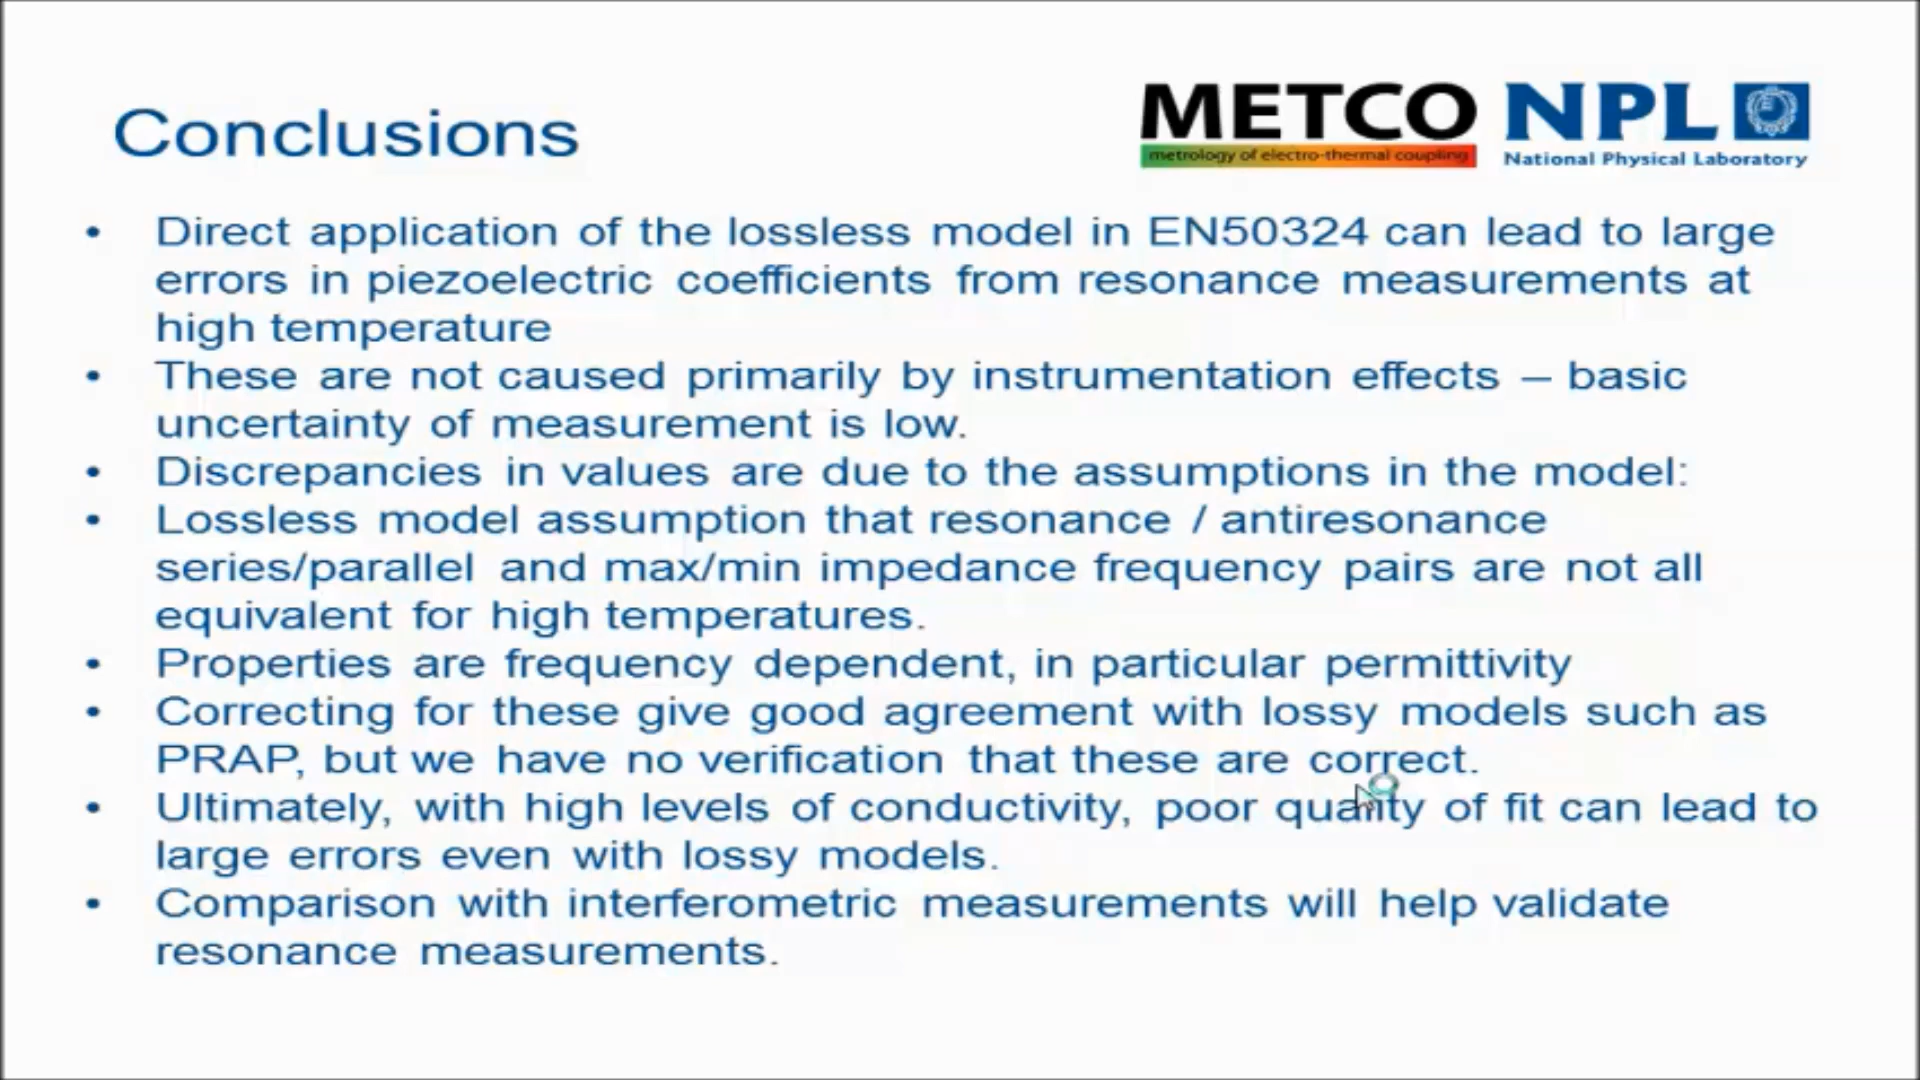 Conclusions
METCO
metrology of electro-thermal coupling
NPL
National Physical Laboratory
• Direct application of the lossless model in EN50324 can lead to large
errors in piezoelectric coefficients from resonance measurements at
high temperature
• These are not caused primarily by instrumentation effects – basic
uncertainty of measurement is low.
• Discrepancies in values are due to the assumptions in the model:
• Lossless model assumption that resonance / antiresonance
series/parallel and max/min impedance frequency pairs are not all
equivalent for high temperatures.
• Properties are frequency dependent, in particular permittivity
• Correcting for these give good agreement with lossy models such as
PRAP, but we have no verification that these are correct.
• Ultimately, with high levels of conductivity, poor quality of fit can lead to
large errors even with lossy models.
• Comparison with interferometric measurements will help validate
resonance measurements.